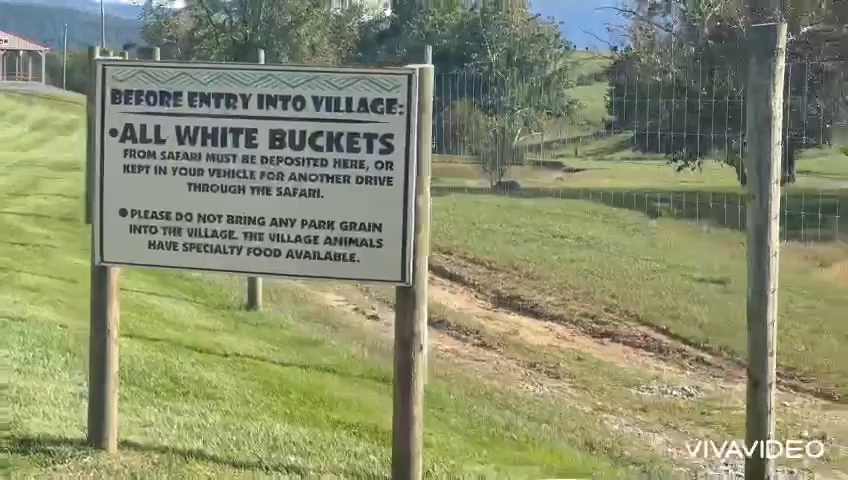 BEFORE ENTRY INTO VILLAGE:
•ALL WHITE BUCKETS
FROM SAFARI MUST BE DEPOSITED HERE, OR
KEPT IN YOUR VEHICLE FOR ANOTHER DRIVE
THROUGH THE SAFARI.
•PLEASE DO NOT BRING ANY PARK GRAIN
INTO THE VILLAGE. THE VILLAGE ANIMALS
HAVE SPECIALTY FOOD AVAILABLE.
VIVAVIDEO